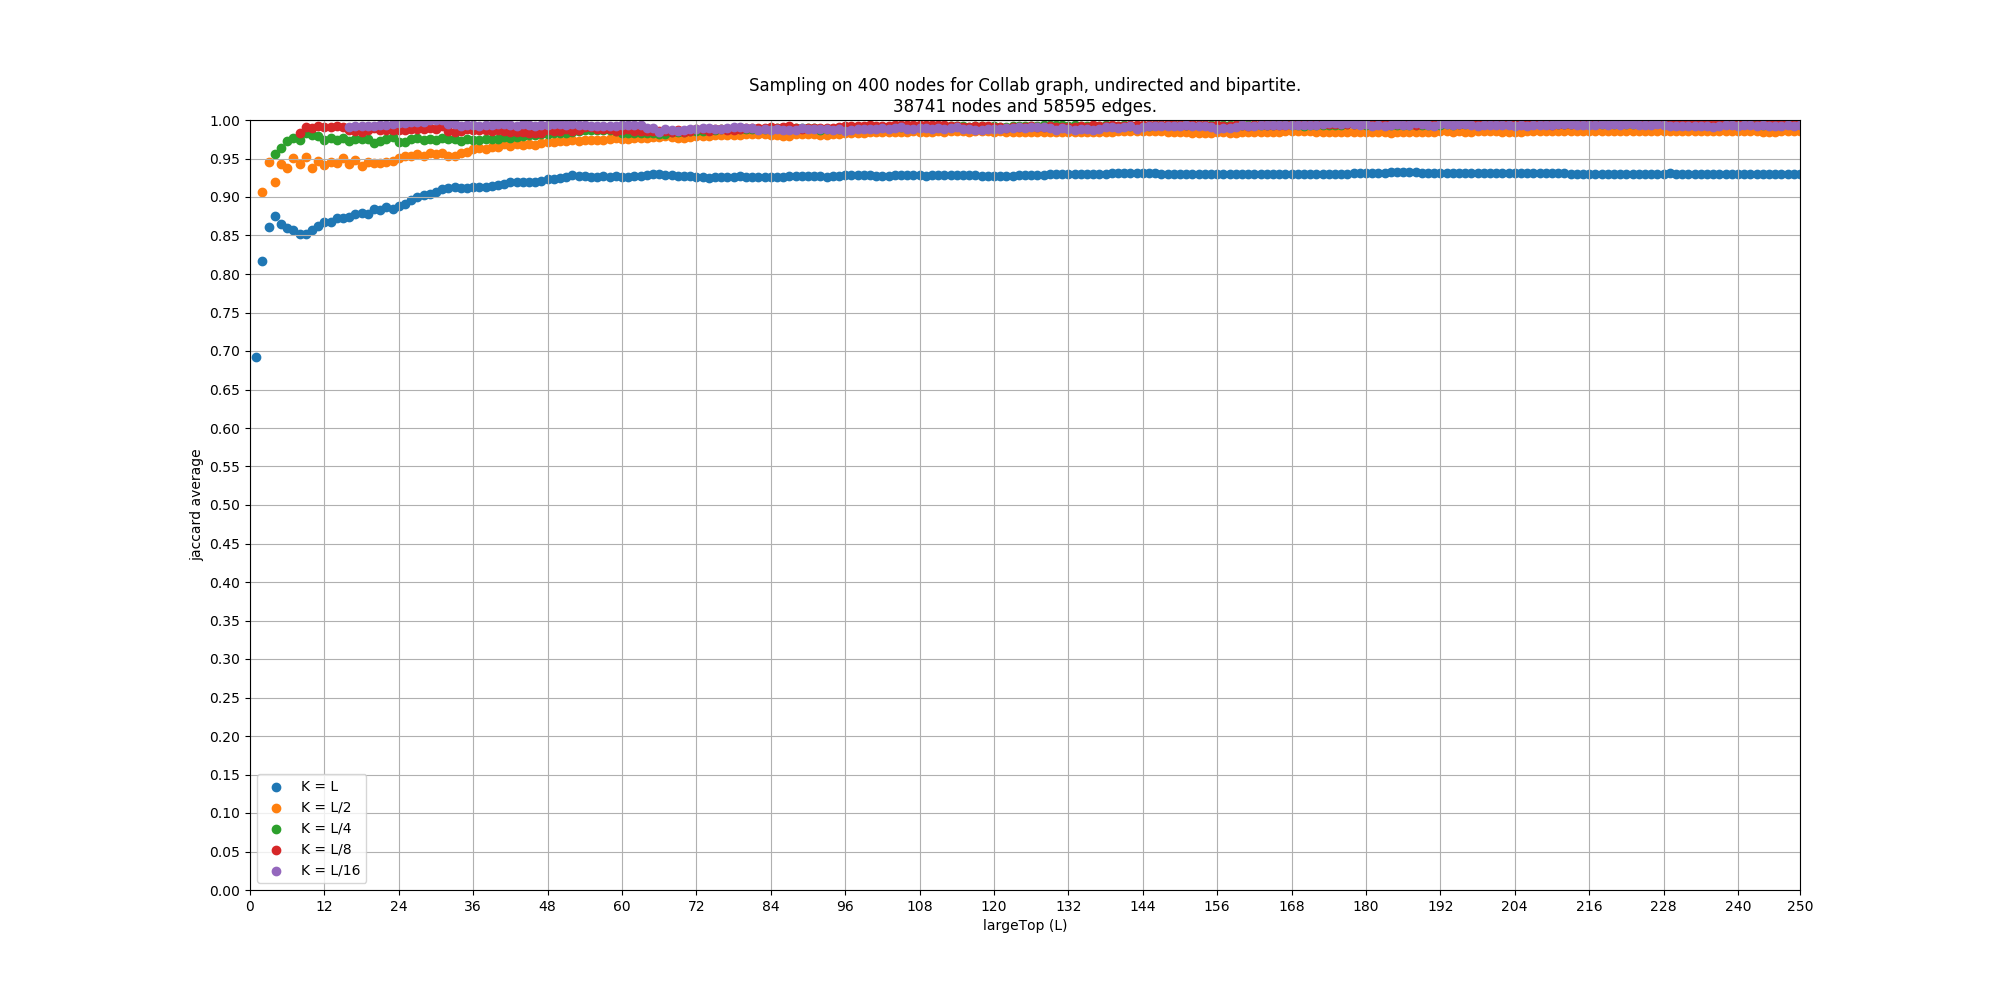 Sampling on 400 nodes for Collab graph, undirected and bipartite.
38741 nodes and 58595 edges.
1.00
0.95
0.90
0.85
0.80
0.75
0.70
0.65
0.60
0.55
0.50
0.45
0.40
0.35
0.30
0.25
0.20
0.15
0.10
0.05
0.00
jaccard average
K = L
K = L/2
K = L/4
K = L/8
K = L/16
0 12 24 36 48 60 72 84 96 108 120 132 144 156 168 180 192 204 216 228 240 250
largeTop (L)